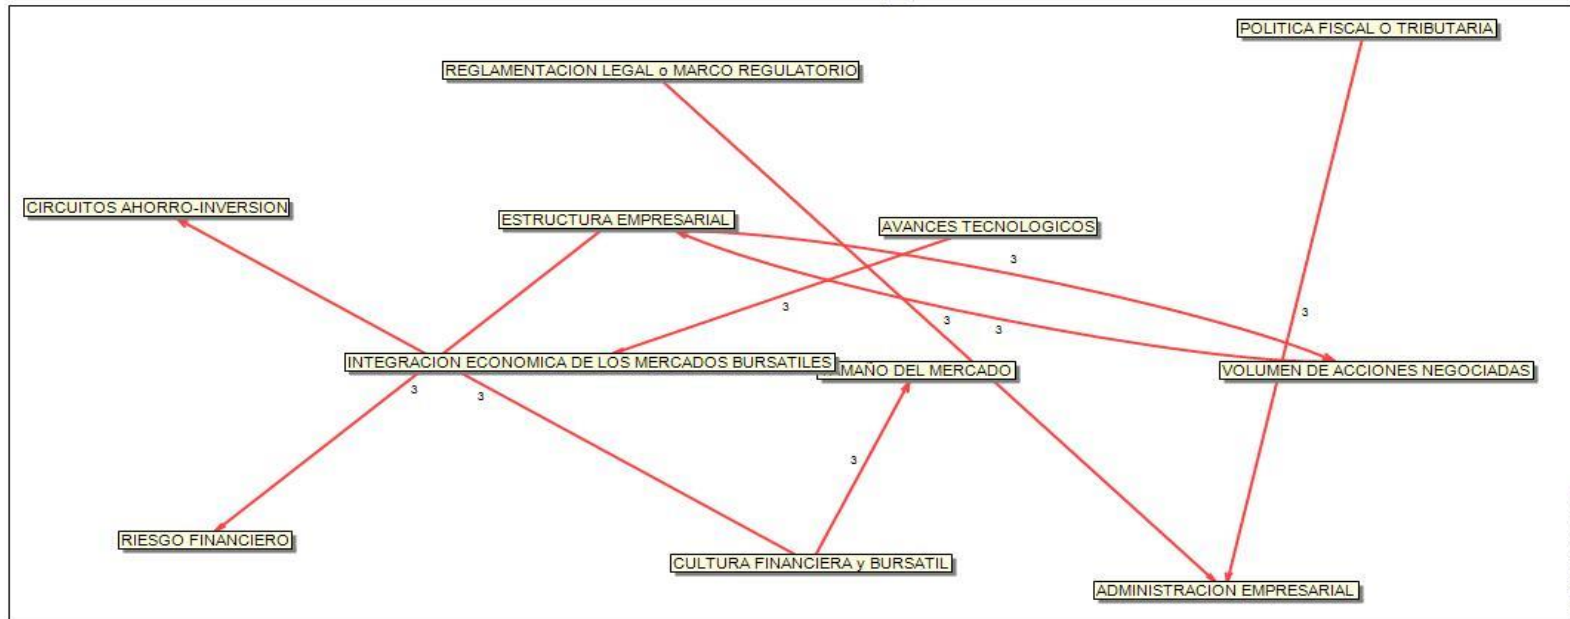 POLITICA FISCAL O TRIBUTARIA
REGLAMENTACION LEGAL o MARCO REGULATORIO
CIRCUITOS AHORRO-INVERSION
ESTRUCTURA EMPRESARIAL
AVANCES TECNOLOGICOS
3
3
3
3
3
INTEGRACION ECONOMICA DE LOS MERCADOS BURSATILES
DEL MERCADO
VOLUMEN DE ACCIONES NEGOCIADAS
3
3
3
RIESGO FINANCIERO
CULTURA FINANCIERA y BURSATIL
ADMINISTRACION EMPRESARIAL